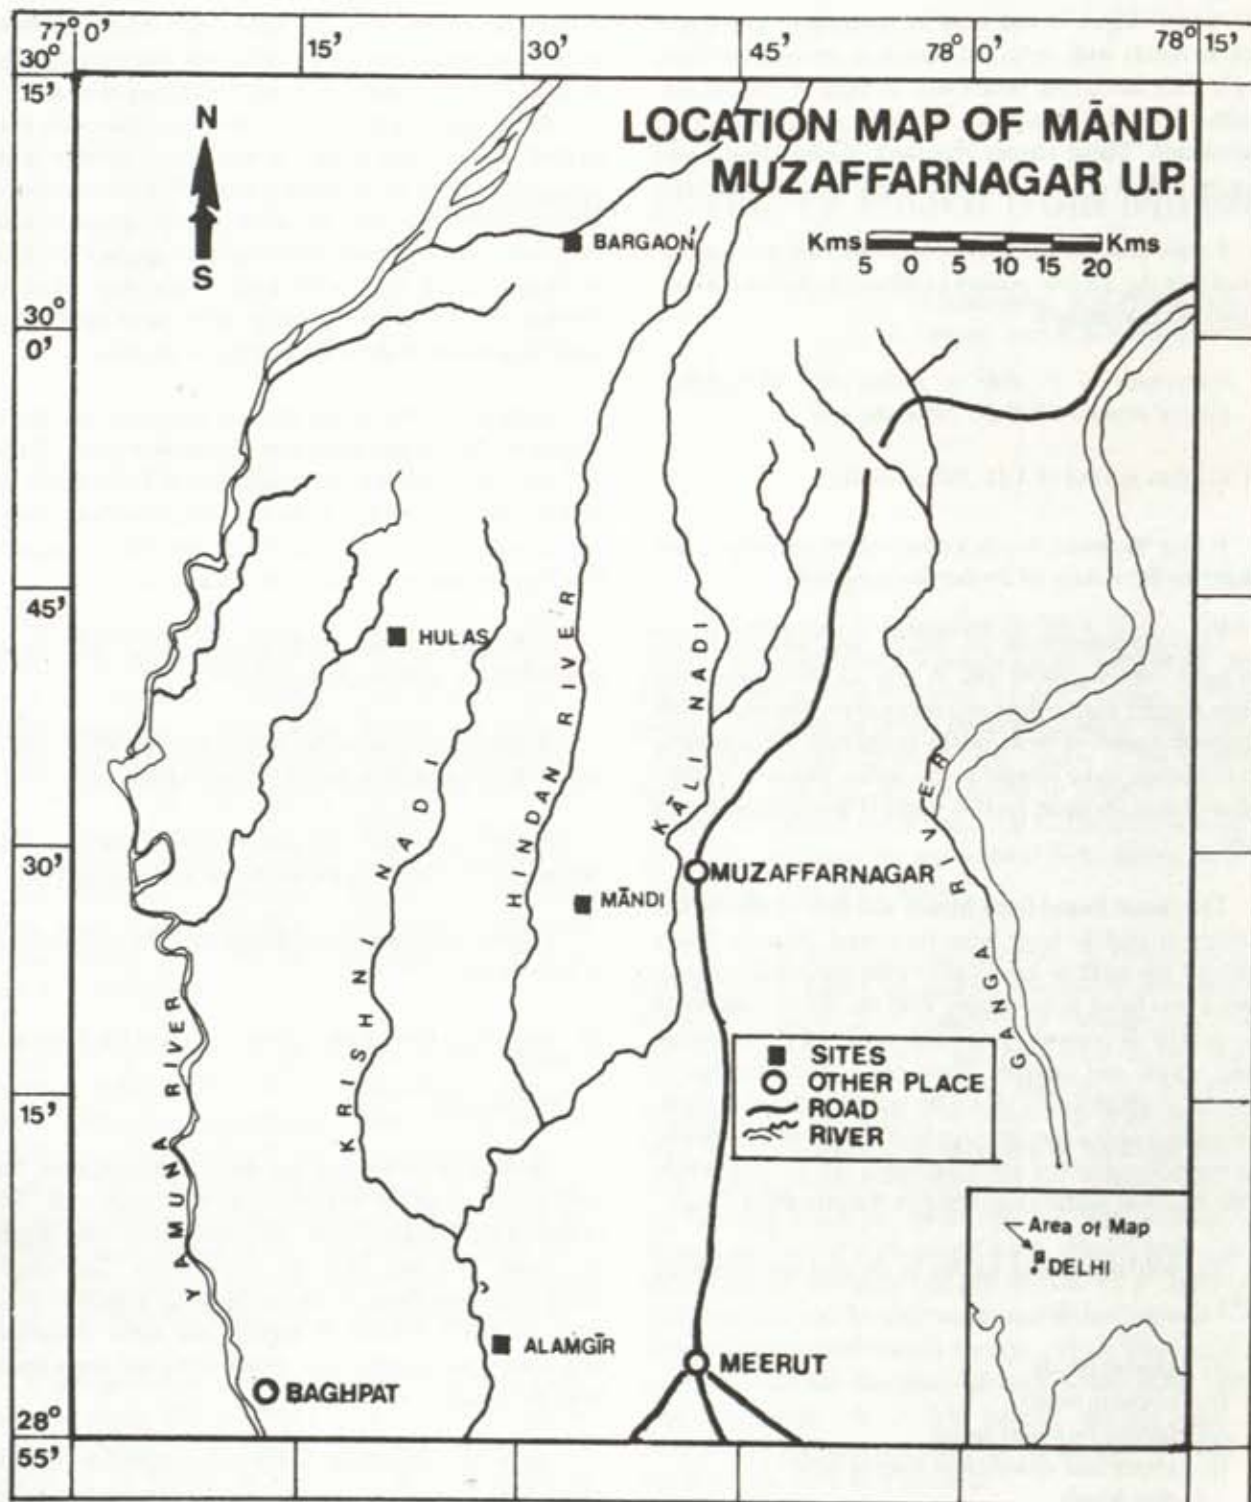 77° 0' 15' 30' 45' 78° 0' 78° 15'
30°
15'
LOCATION MAP OF MĀNDI
MUZAFFARNAGAR U.P.
N
S
Kms Kms
5 0 5 10 15 20
BARGAON
30°
0'
45'
HULAS
KRISHNI NADI
HINDAN RIVER
KĀLI NADI
GANGA RIVER
YAMUNA RIVER
30'
MUZAFFARNAGAR
MĀNDI
15'
SITES
OTHER PLACE
ROAD
RIVER
Area of Map
DELHI
ALAMGĪR
MEERUT
BAGHPAT
28°
55'